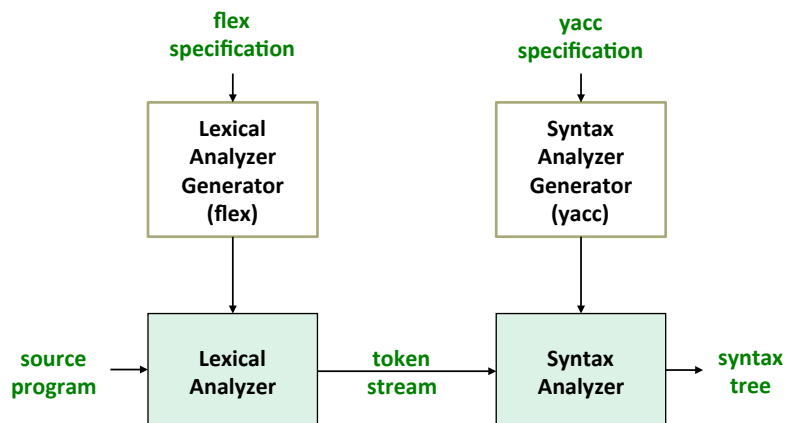 flex
specification
yacc
specification
Lexical
Analyzer
Generator
(flex)
Syntax
Analyzer
Generator
(yacc)
source
program
Lexical
Analyzer
token
stream
Syntax
Analyzer
syntax
tree